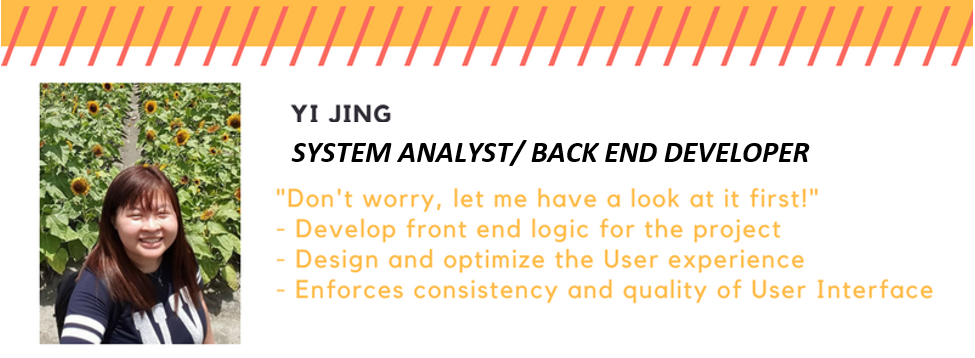 YI JING
SYSTEM ANALYST/ BACK END DEVELOPER
"Don't worry, let me have a look at it first!"
- Develop front end logic for the project
- Design and optimize the User experience
- Enforces consistency and quality of User Interface